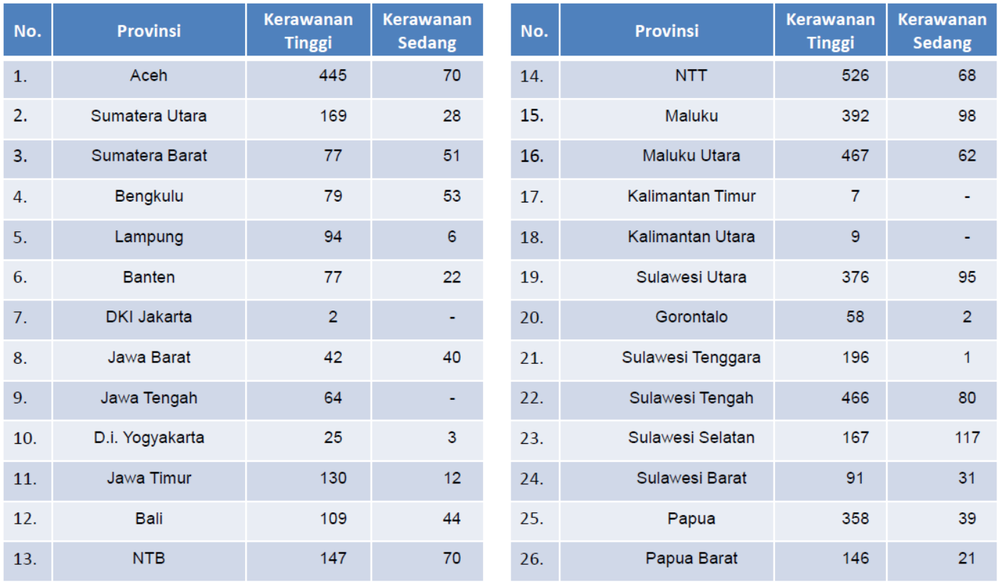 No. Provinsi Kerawanan Tinggi Kerawanan Sedang
1. Aceh 445 70
2. Sumatera Utara 169 28
3. Sumatera Barat 77 51
4. Bengkulu 79 53
5. Lampung 94 6
6. Banten 77 22
7. DKI Jakarta 2 -
8. Jawa Barat 42 40
9. Jawa Tengah 64 -
10. D.i. Yogyakarta 25 3
11. Jawa Timur 130 12
12. Bali 109 44
13. NTB 147 70
No. Provinsi Kerawanan Tinggi Kerawanan Sedang
14. NTT 526 68
15. Maluku 392 98
16. Maluku Utara 467 62
17. Kalimantan Timur 7 -
18. Kalimantan Utara 9 -
19. Sulawesi Utara 376 95
20. Gorontalo 58 2
21. Sulawesi Tenggara 196 1
22. Sulawesi Tengah 466 80
23. Sulawesi Selatan 167 117
24. Sulawesi Barat 91 31
25. Papua 358 39
26. Papua Barat 146 21